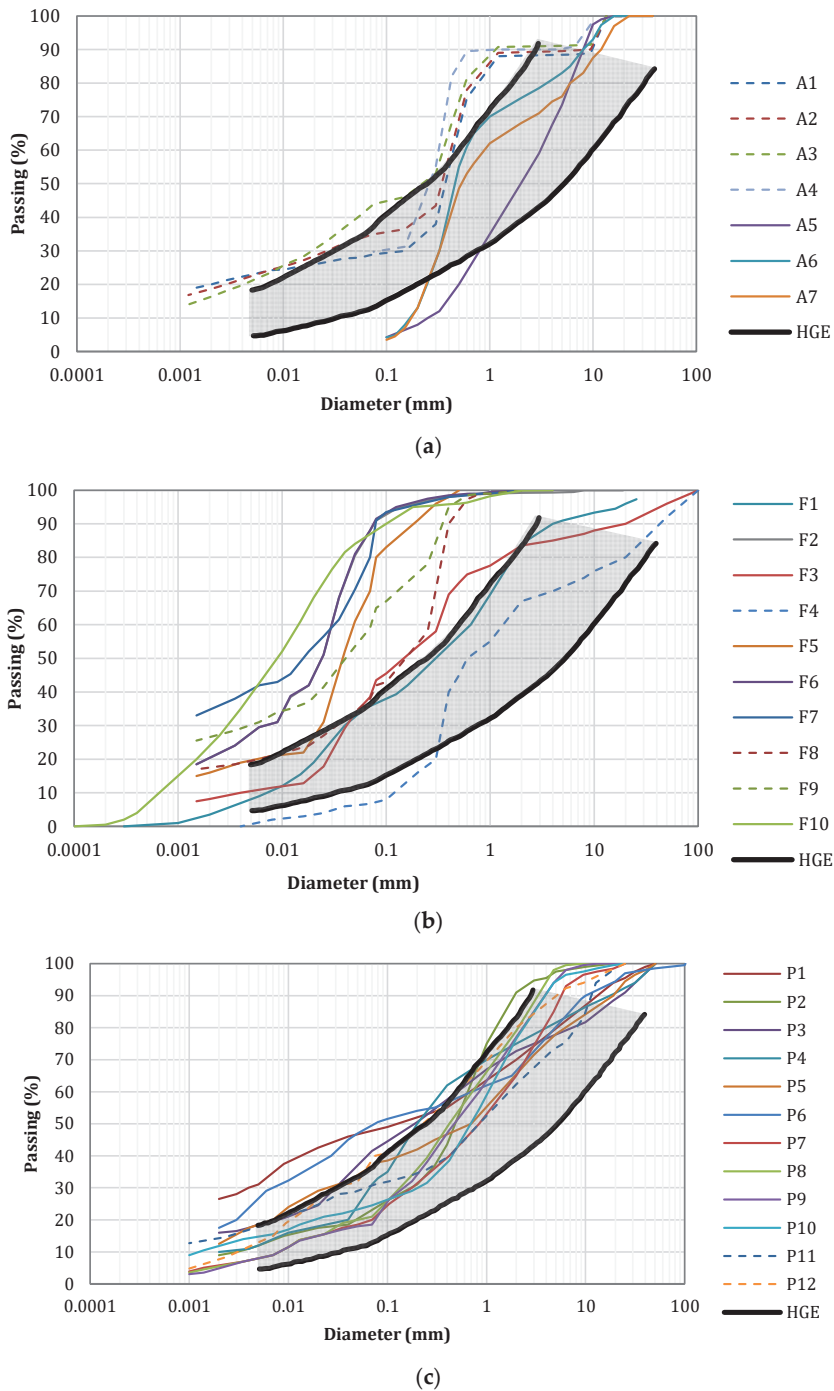 100
90
80
70
60
50
40
30
20
10
0
Passing (%)
0.0001 0.001 0.01 0.1 1 10 100
Diameter (mm)
A1
A2
A3
A4
A5
A6
A7
HGE
(a)
100
90
80
70
60
50
40
30
20
10
0
Passing (%)
0.0001 0.001 0.01 0.1 1 10 100
Diameter (mm)
F1
F2
F3
F4
F5
F6
F7
F8
F9
F10
HGE
(b)
100
90
80
70
60
50
40
30
20
10
0
Passing (%)
0.0001 0.001 0.01 0.1 1 10 100
Diameter (mm)
P1
P2
P3
P4
P5
P6
P7
P8
P9
P10
P11
P12
HGE
(c)